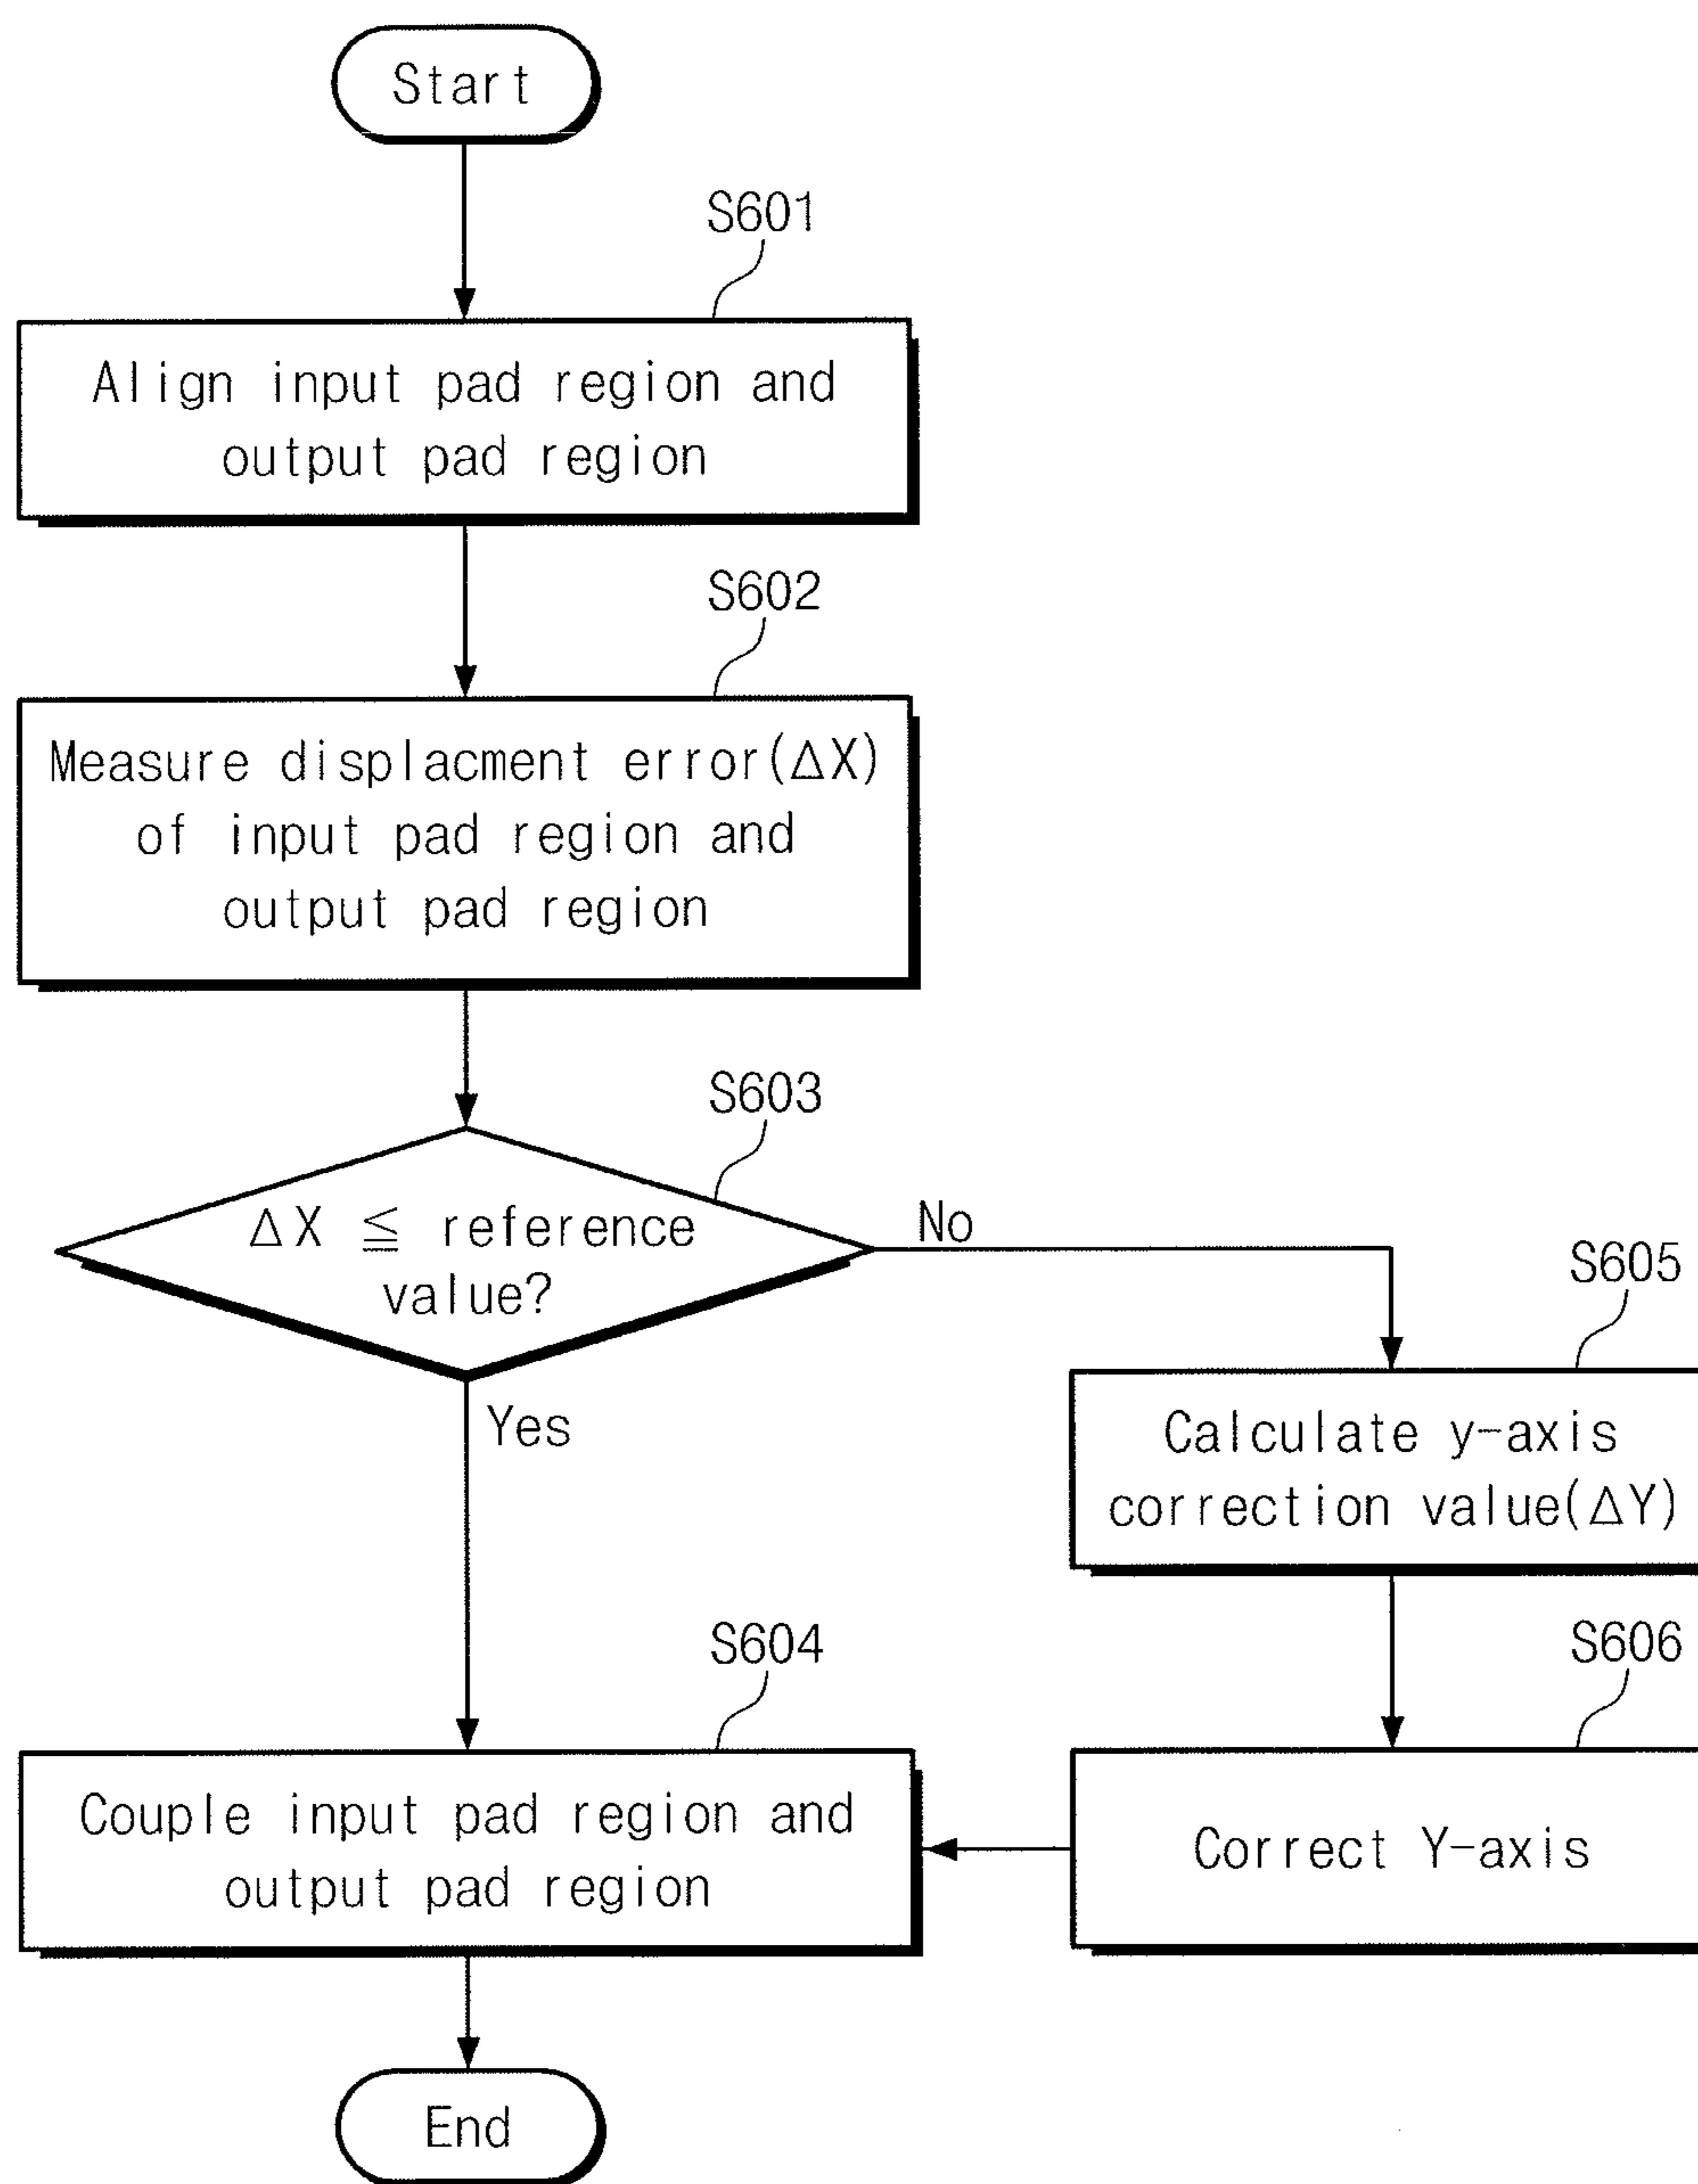 Start
S601
Align input pad region and
output pad region
S602
Measure displacment error(ΔX)
of input pad region and
output pad region
S603
ΔX ≦ reference
value?
No
S605
Calculate y-axis
correction value(ΔY)
Yes
S604
Couple input pad region and
output pad region
S606
Correct Y-axis
End